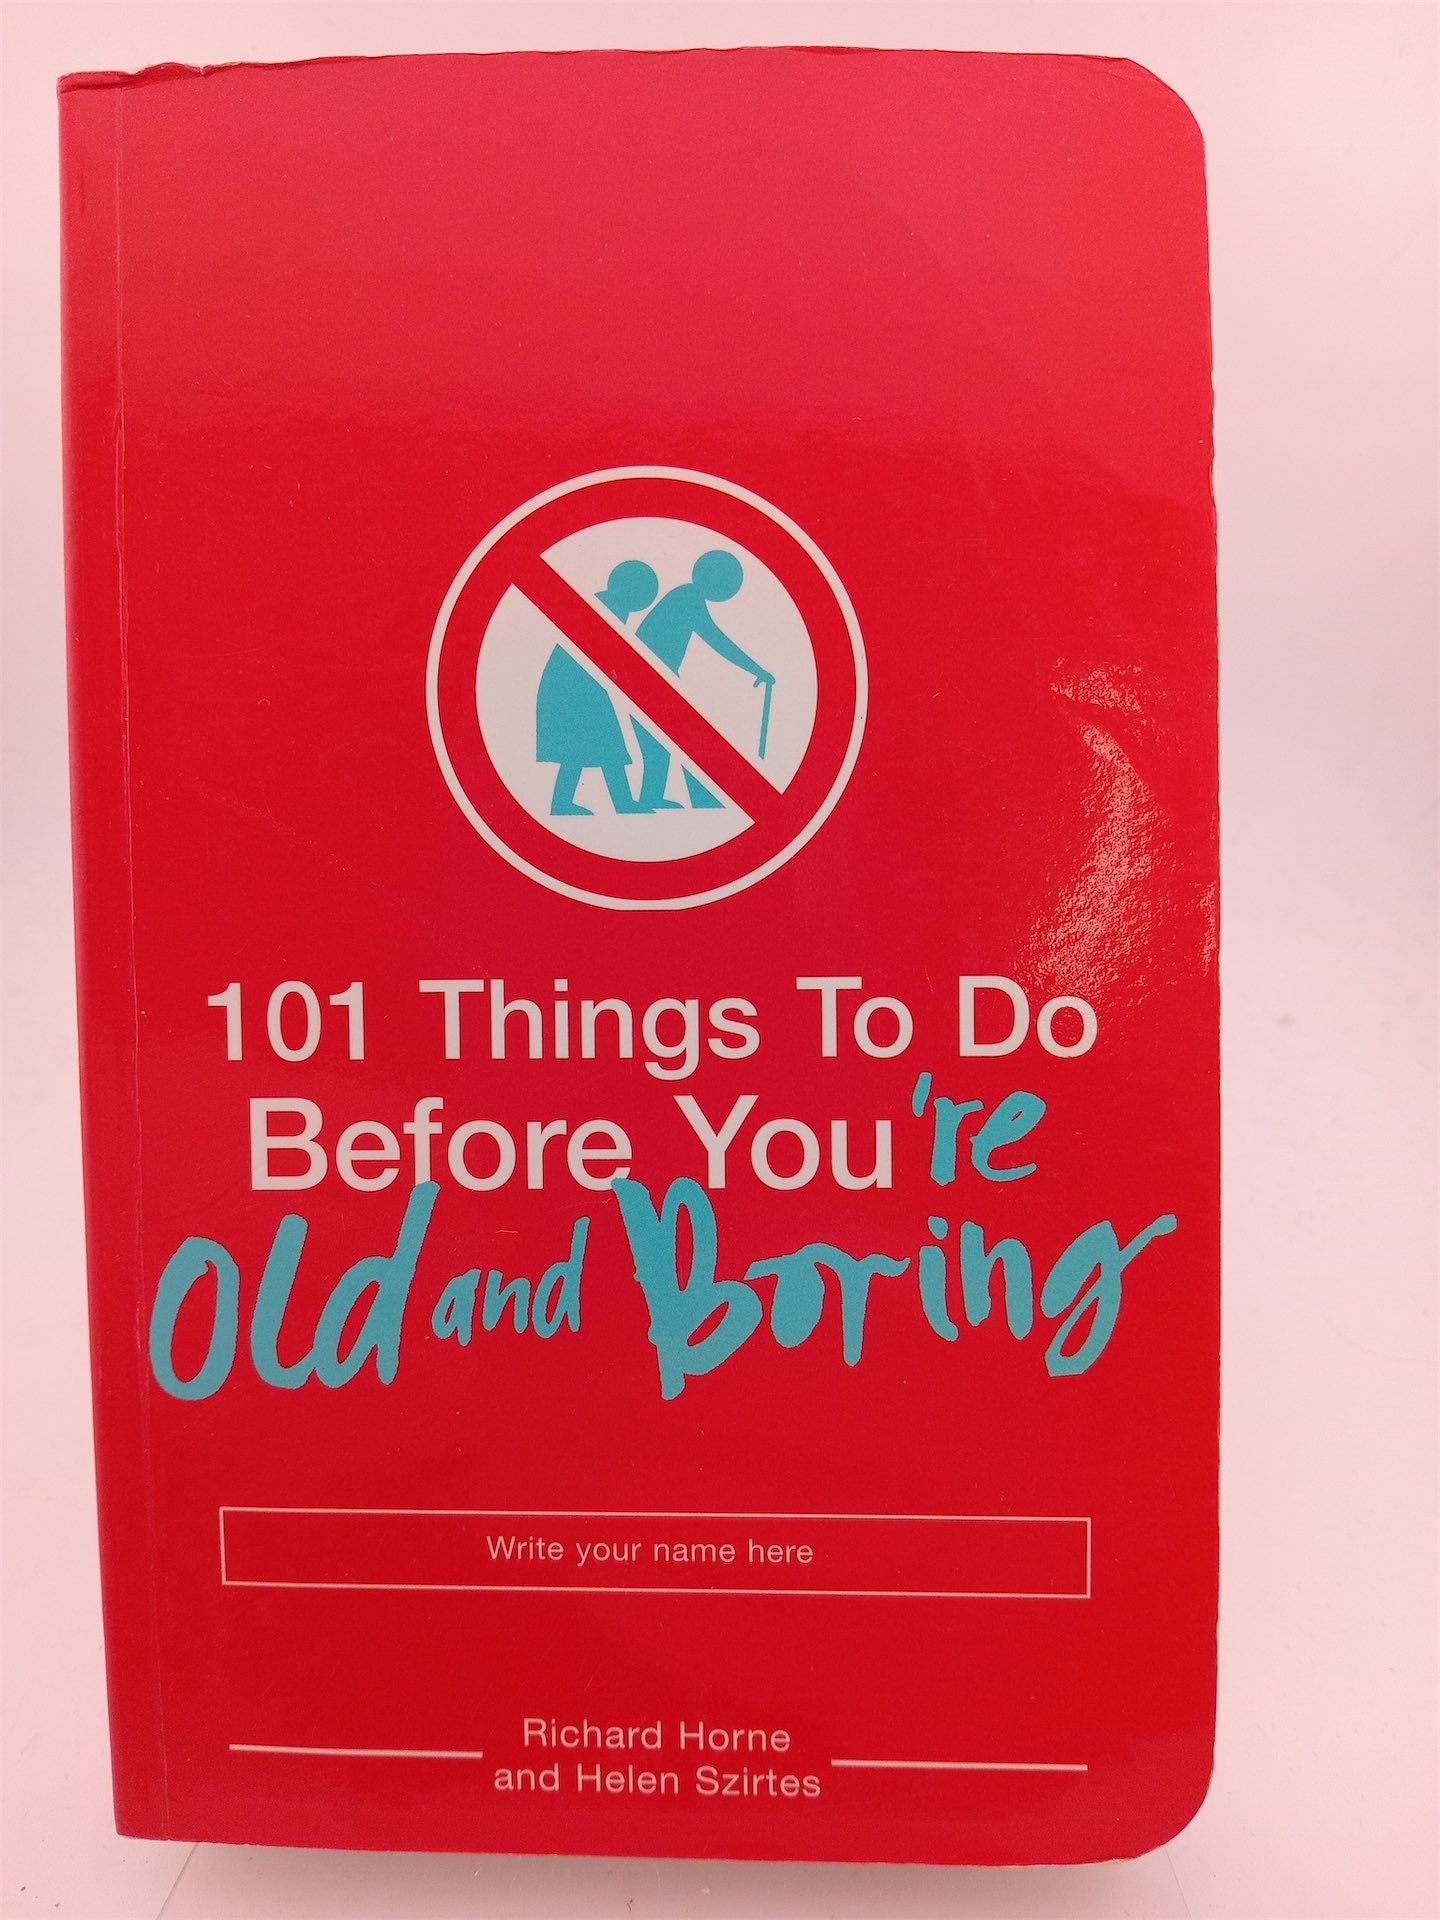 101 Things To Do
Before You're
Old and Boring
Write your name here
Richard Horne
and Helen Szirtes